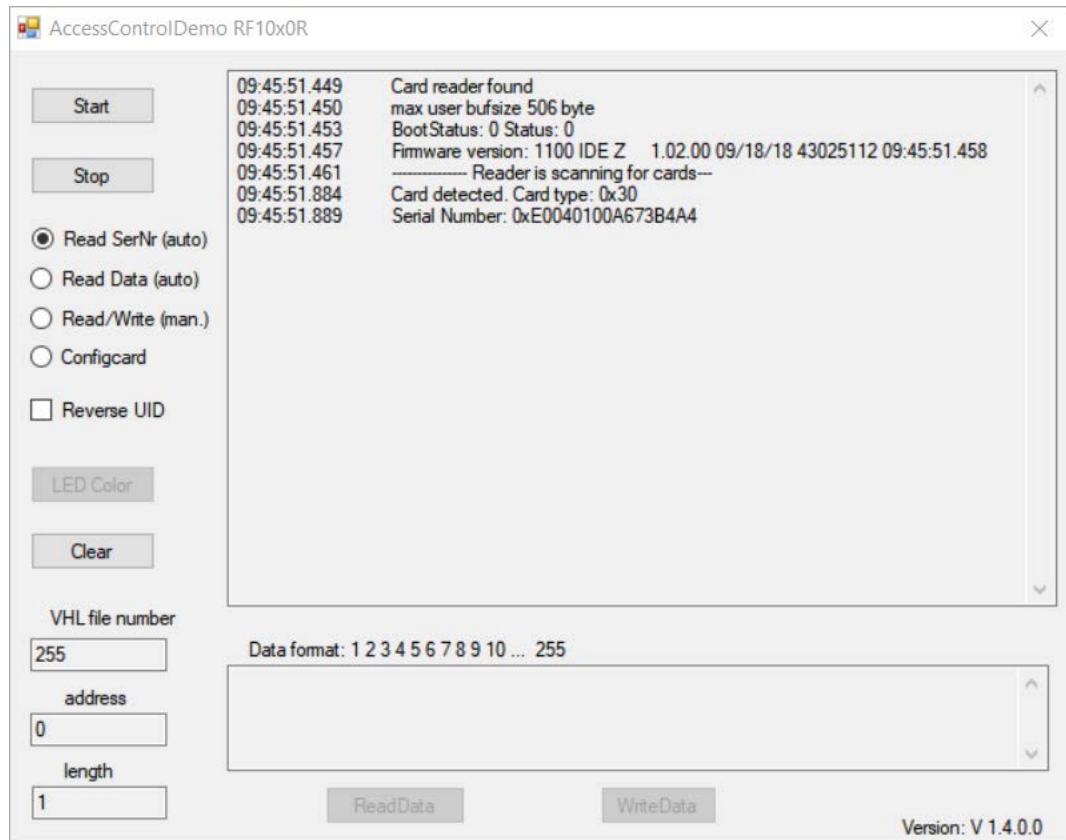 AccessControlDemo RF10x0R
Start
Stop
Read SerNr (auto)
Read Data (auto)
Read/Write (man.)
Configcard
Reverse UID
LED Color
Clear
VHL file number
255
address
0
length
1
09:45:51.449 Card reader found
09:45:51.450 max user bufsize 506 byte
09:45:51.453 BootStatus: 0 Status: 0
09:45:51.457 Firmware version: 1100 IDE Z 1.02.00 09/18/18 43025112 09:45:51.458
09:45:51.461 --------------- Reader is scanning for cards---
09:45:51.884 Card detected. Card type: 0x30
09:45:51.889 Serial Number: 0xE0040100A673B4A4
Data format: 1 2 3 4 5 6 7 8 9 10 ... 255
ReadData
WriteData
Version: V 1.4.0.0